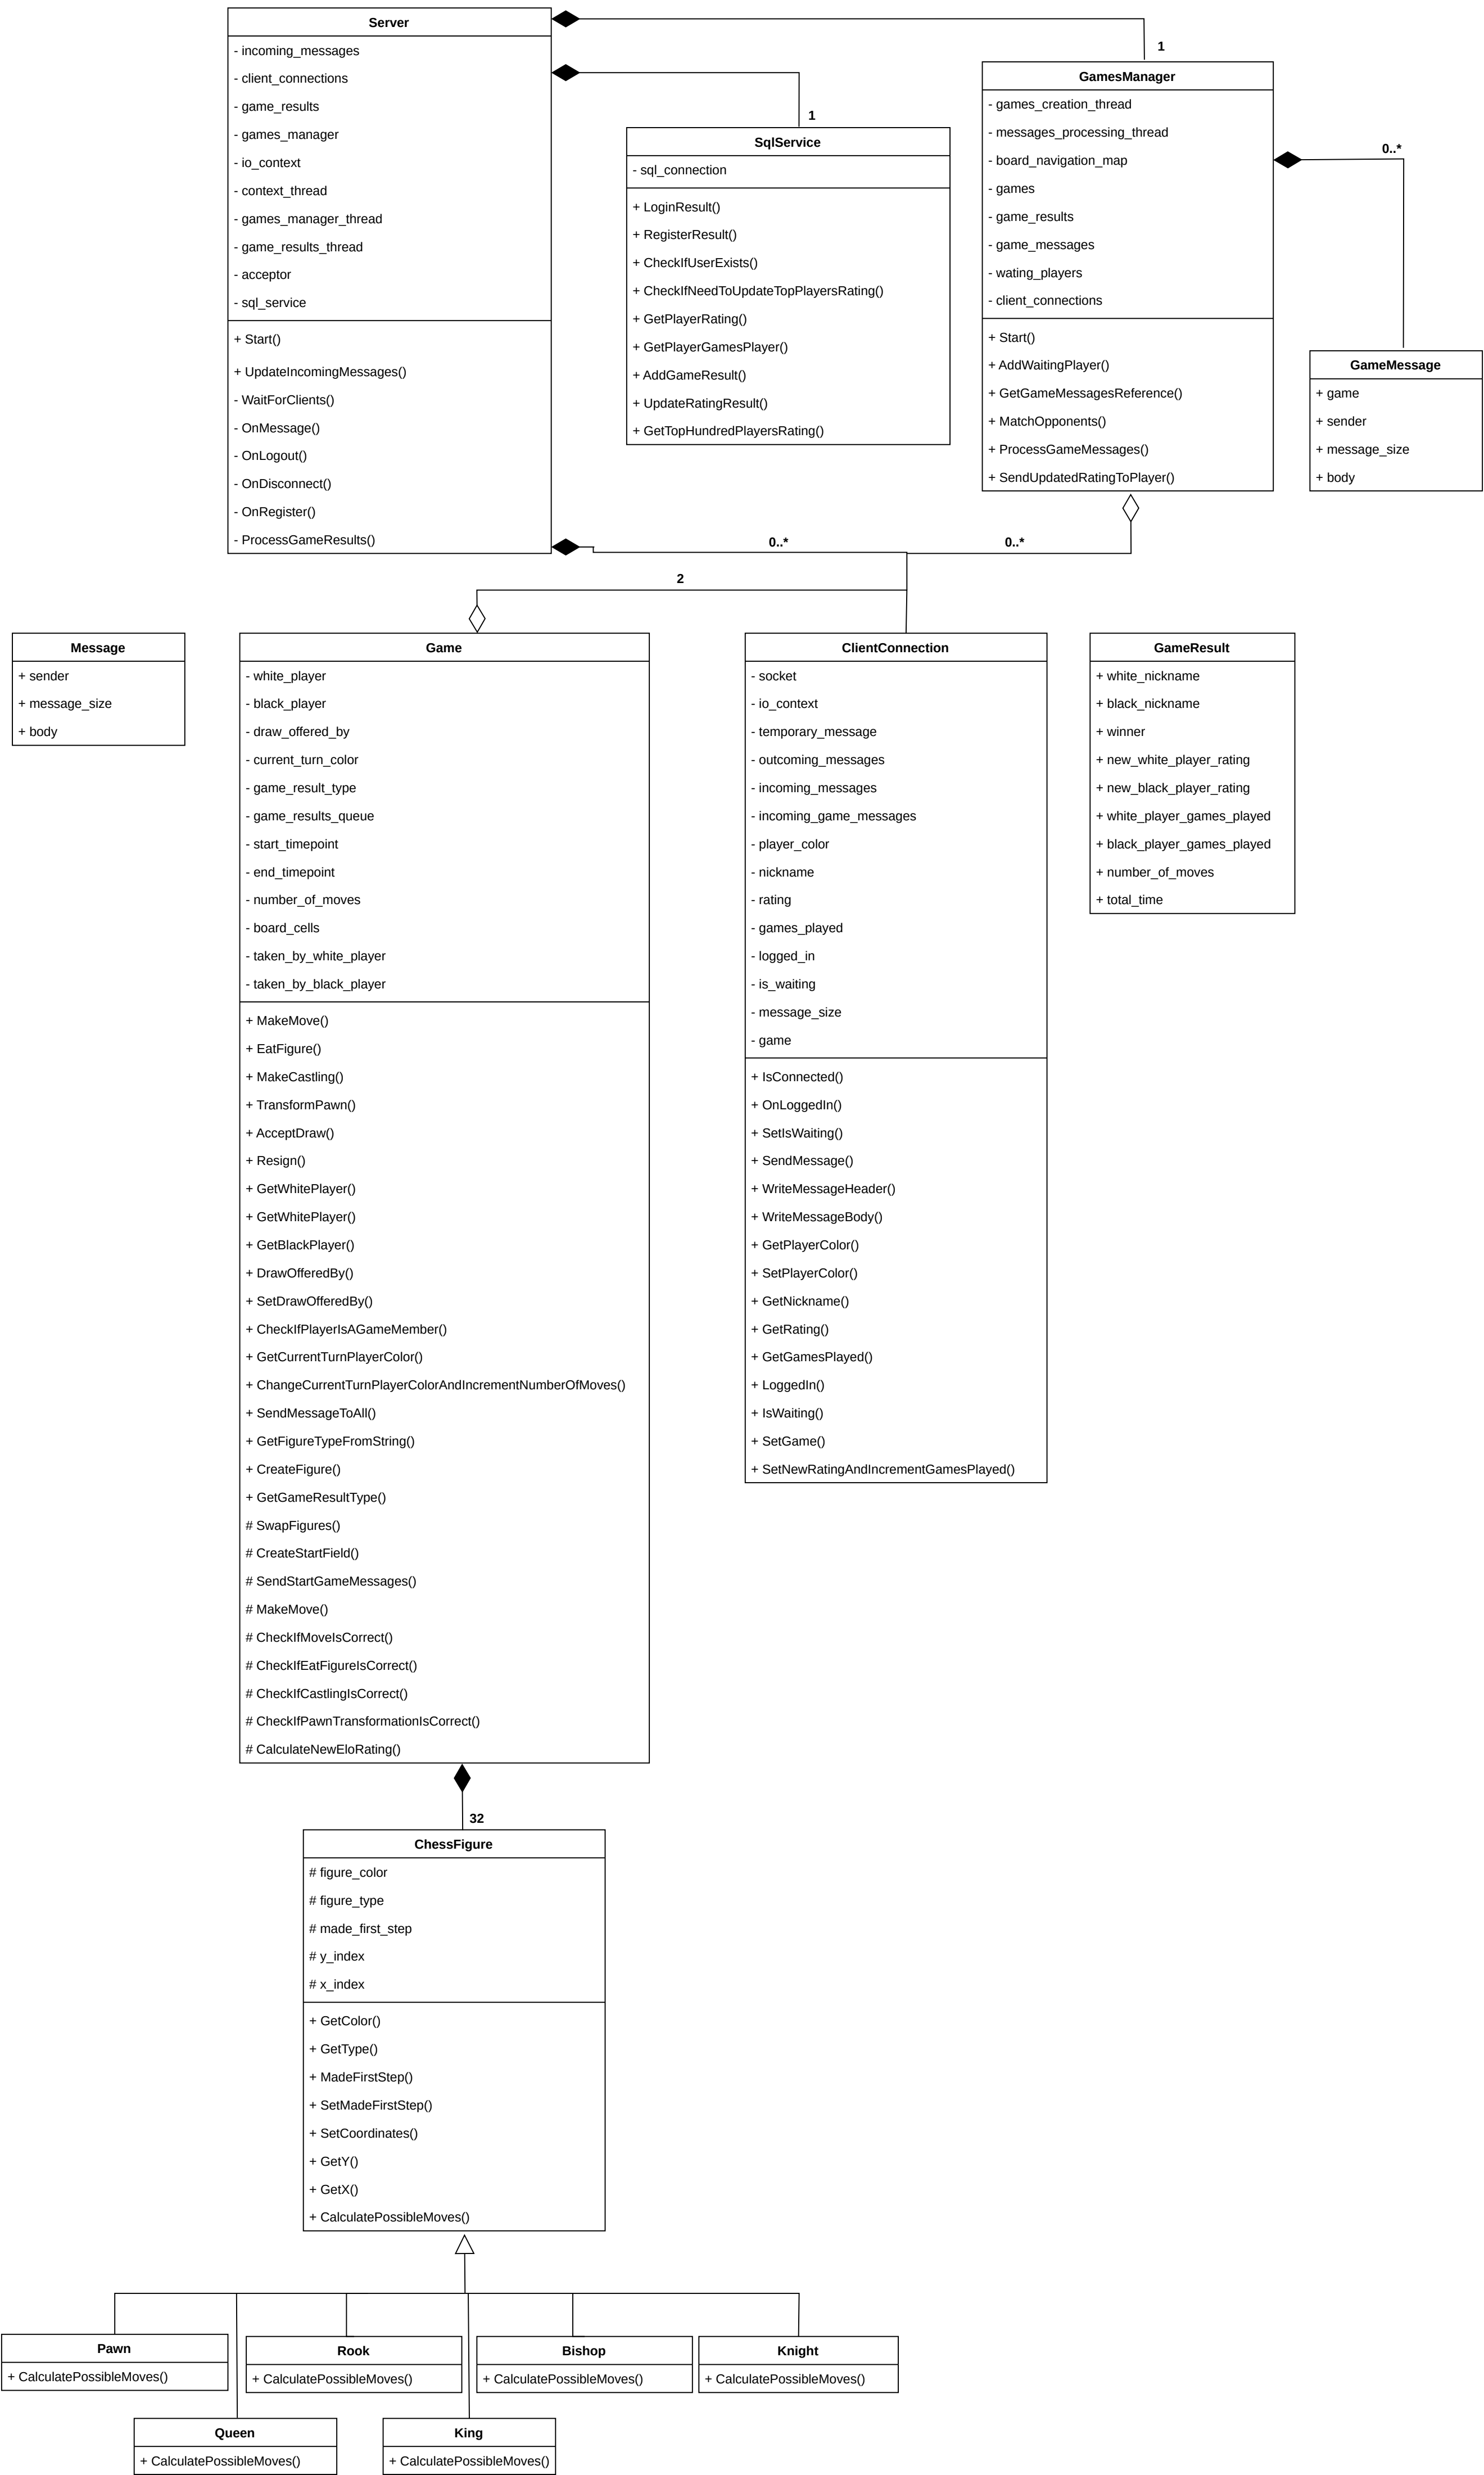 Server
- incoming_messages
- client_connections
- game_results
- games_manager
- io_context
- context_thread
- games_manager_thread
- game_results_thread
- acceptor
- sql_service
+ Start()
+ UpdateIncomingMessages()
- WaitForClients()
- OnMessage()
- OnLogout()
- OnDisconnect()
- OnRegister()
- ProcessGameResults()
1
SqlService
- sql_connection
+ LoginResult()
+ RegisterResult()
+ CheckIfUserExists()
+ CheckIfNeedToUpdateTopPlayersRating()
+ GetPlayerRating()
+ GetPlayerGamesPlayer()
+ AddGameResult()
+ UpdateRatingResult()
+ GetTopHundredPlayersRating()
1
GamesManager
- games_creation_thread
- messages_processing_thread
- board_navigation_map
- games
- game_results
- game_messages
- wating_players
- client_connections
+ Start()
+ AddWaitingPlayer()
+ GetGameMessagesReference()
+ MatchOpponents()
+ ProcessGameMessages()
+ SendUpdatedRatingToPlayer()
0..*
GameMessage
+ game
+ sender
+ message_size
+ body
0..*
0..*
2
Message
+ sender
+ message_size
+ body
Game
- white_player
- black_player
- draw_offered_by
- current_turn_color
- game_result_type
- game_results_queue
- start_timepoint
- end_timepoint
- number_of_moves
- board_cells
- taken_by_white_player
- taken_by_black_player
+ MakeMove()
+ EatFigure()
+ MakeCastling()
+ TransformPawn()
+ AcceptDraw()
+ Resign()
+ GetWhitePlayer()
+ GetWhitePlayer()
+ GetBlackPlayer()
+ DrawOfferedBy()
+ SetDrawOfferedBy()
+ CheckIfPlayerIsAGameMember()
+ GetCurrentTurnPlayerColor()
+ ChangeCurrentTurnPlayerColorAndIncrementNumberOfMoves()
+ SendMessageToAll()
+ GetFigureTypeFromString()
+ CreateFigure()
+ GetGameResultType()
# SwapFigures()
# CreateStartField()
# SendStartGameMessages()
# MakeMove()
# CheckIfMoveIsCorrect()
# CheckIfEatFigureIsCorrect()
# CheckIfCastlingIsCorrect()
# CheckIfPawnTransformationIsCorrect()
# CalculateNewEloRating()
ClientConnection
- socket
- io_context
- temporary_message
- outcoming_messages
- incoming_messages
- incoming_game_messages
- player_color
- nickname
- rating
- games_played
- logged_in
- is_waiting
- message_size
- game
+ IsConnected()
+ OnLoggedIn()
+ SetIsWaiting()
+ SendMessage()
+ WriteMessageHeader()
+ WriteMessageBody()
+ GetPlayerColor()
+ SetPlayerColor()
+ GetNickname()
+ GetRating()
+ GetGamesPlayed()
+ LoggedIn()
+ IsWaiting()
+ SetGame()
+ SetNewRatingAndIncrementGamesPlayed()
GameResult
+ white_nickname
+ black_nickname
+ winner
+ new_white_player_rating
+ new_black_player_rating
+ white_player_games_played
+ black_player_games_played
+ number_of_moves
+ total_time
32
ChessFigure
# figure_color
# figure_type
# made_first_step
# y_index
# x_index
+ GetColor()
+ GetType()
+ MadeFirstStep()
+ SetMadeFirstStep()
+ SetCoordinates()
+ GetY()
+ GetX()
+ CalculatePossibleMoves()
Pawn
+ CalculatePossibleMoves()
Rook
+ CalculatePossibleMoves()
Bishop
+ CalculatePossibleMoves()
Knight
+ CalculatePossibleMoves()
Queen
+ CalculatePossibleMoves()
King
+ CalculatePossibleMoves()